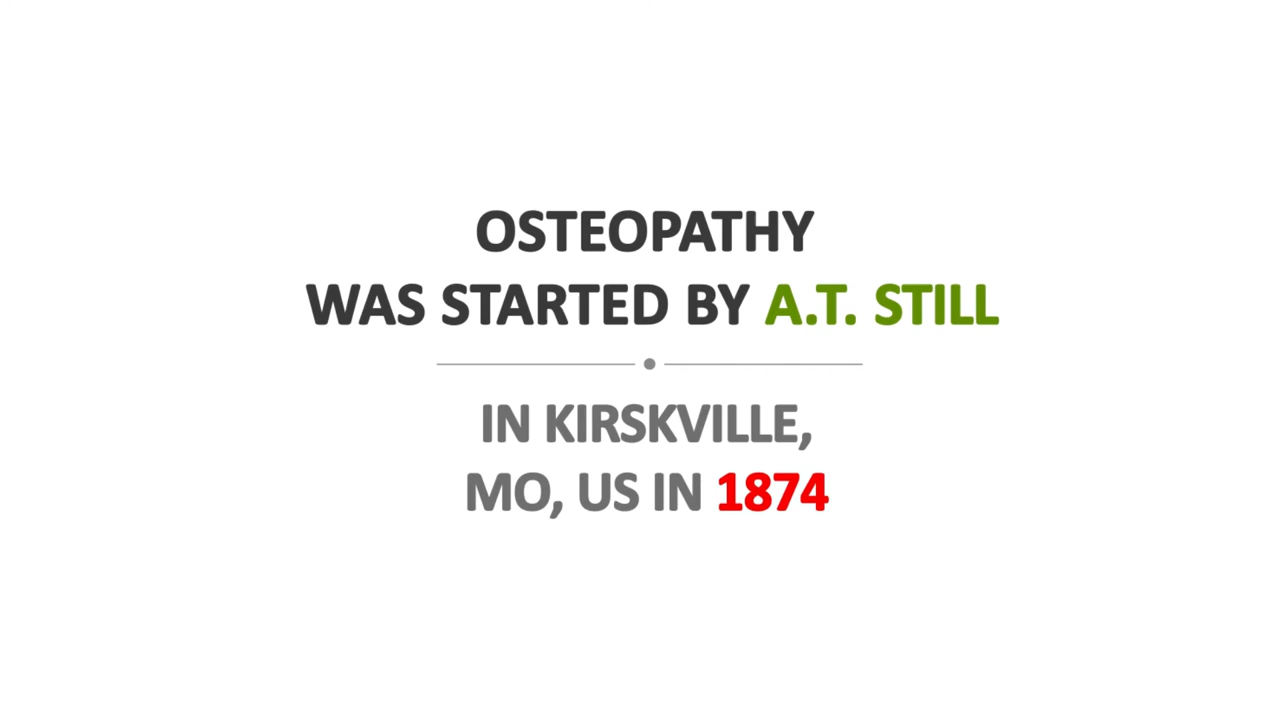 OSTEOPATHY
WAS STARTED BY A.T. STILL
IN KIRSKVILLE,
MO, US IN 1874